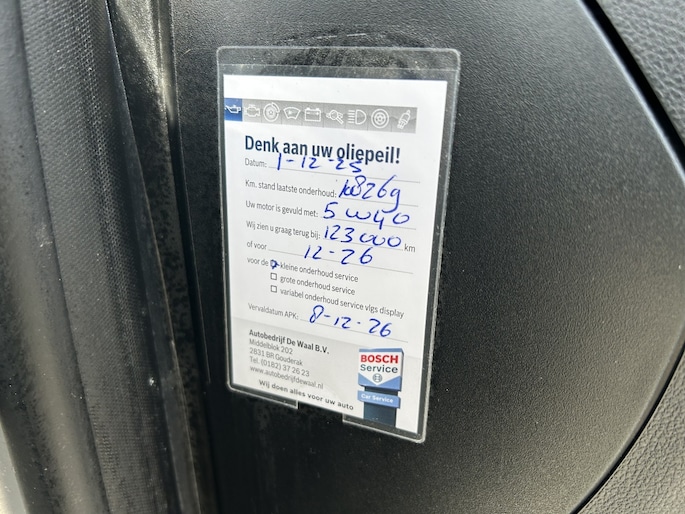 Denk aan uw oliepeil!
Datum: 1-12-25
Km. stand laatste onderhoud: 108269
Uw motor is gevuld met: 5W40
Wij zien u graag terug bij: 123000 km
of voor 12-26
voor de kleine onderhoud service
grote onderhoud service
variabel onderhoud service vlgs display
Vervaldatum APK: 8-12-26
Autobedrijf De Waal B.V.
Middelblok 202
2831 BR Gouderak
Tel. (0182) 37 26 23
www.autobedrijfdewaal.nl
Wij doen alles voor uw auto
BOSCH
Service
Car Service